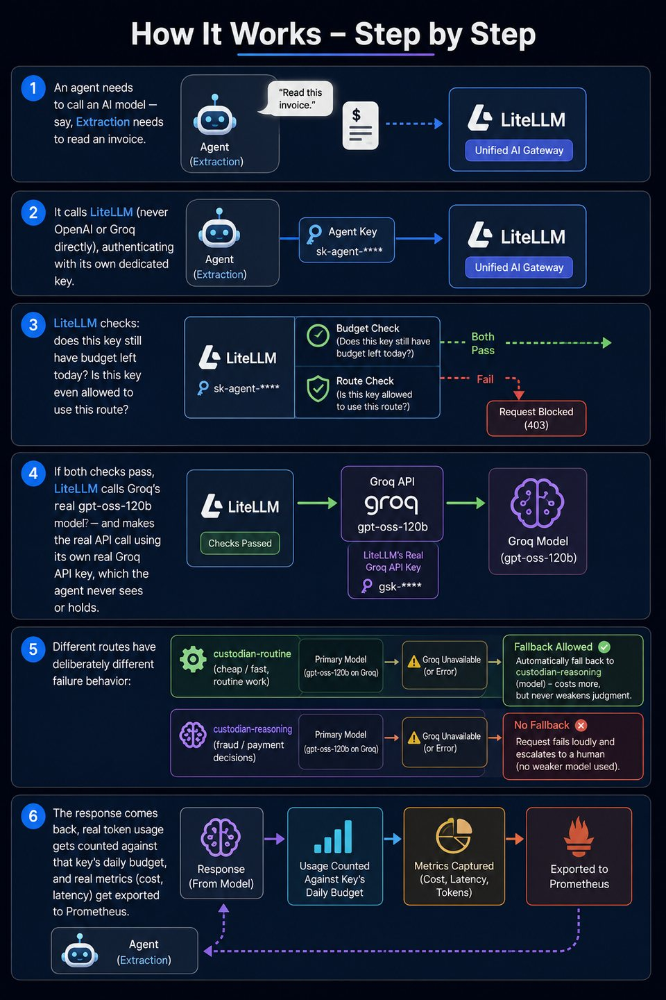 How It Works – Step by Step
1
An agent needs
to call an AI model –
say, Extraction needs
to read an invoice.
Agent
(Extraction)
“Read this
invoice.”
$
LiteLLM
Unified AI Gateway
2
It calls LiteLLM (never
OpenAI or Groq
directly), authenticating
with its own dedicated
key.
Agent
(Extraction)
Agent Key
sk-agent-****
LiteLLM
Unified AI Gateway
3
LiteLLM checks:
does this key still
have budget left
today? Is this key
even allowed to
use this route?
LiteLLM
sk-agent-****
Budget Check
(Does this key still have
budget left today?)
Route Check
(Is this key allowed
to use this route?)
Both
Pass
Fail
Request Blocked
(403)
4
If both checks pass,
LiteLLM calls Groq's
real gpt-oss-120b
model? – and makes
the real API call using
its own real Groq
API key, which the
agent never sees
or holds.
LiteLLM
Checks Passed
Groq API
groq
gpt-oss-120b
LiteLLM's Real
Groq API Key
gsk-****
Groq Model
(gpt-oss-120b)
5
Different routes have
deliberately different
failure behavior:
custodian-routine
(cheap / fast,
routine work)
Primary Model
(gpt-oss-120b on Groq)
Groq Unavailable
(or Error)
Fallback Allowed
Automatically fall back to
custodian-reasoning
(model) – costs more,
but never weakens judgment.
custodian-reasoning
(fraud / payment
decisions)
Primary Model
(gpt-oss-120b on Groq)
Groq Unavailable
(or Error)
No Fallback
Request fails loudly and
escalates to a human
(no weaker model used).
6
The response comes
back, real token usage
gets counted against
that key's daily budget,
and real metrics (cost,
latency) get exported
to Prometheus.
Response
(From Model)
Usage Counted
Against Key's
Daily Budget
Metrics Captured
(Cost, Latency,
Tokens)
Exported to
Prometheus
Agent
(Extraction)